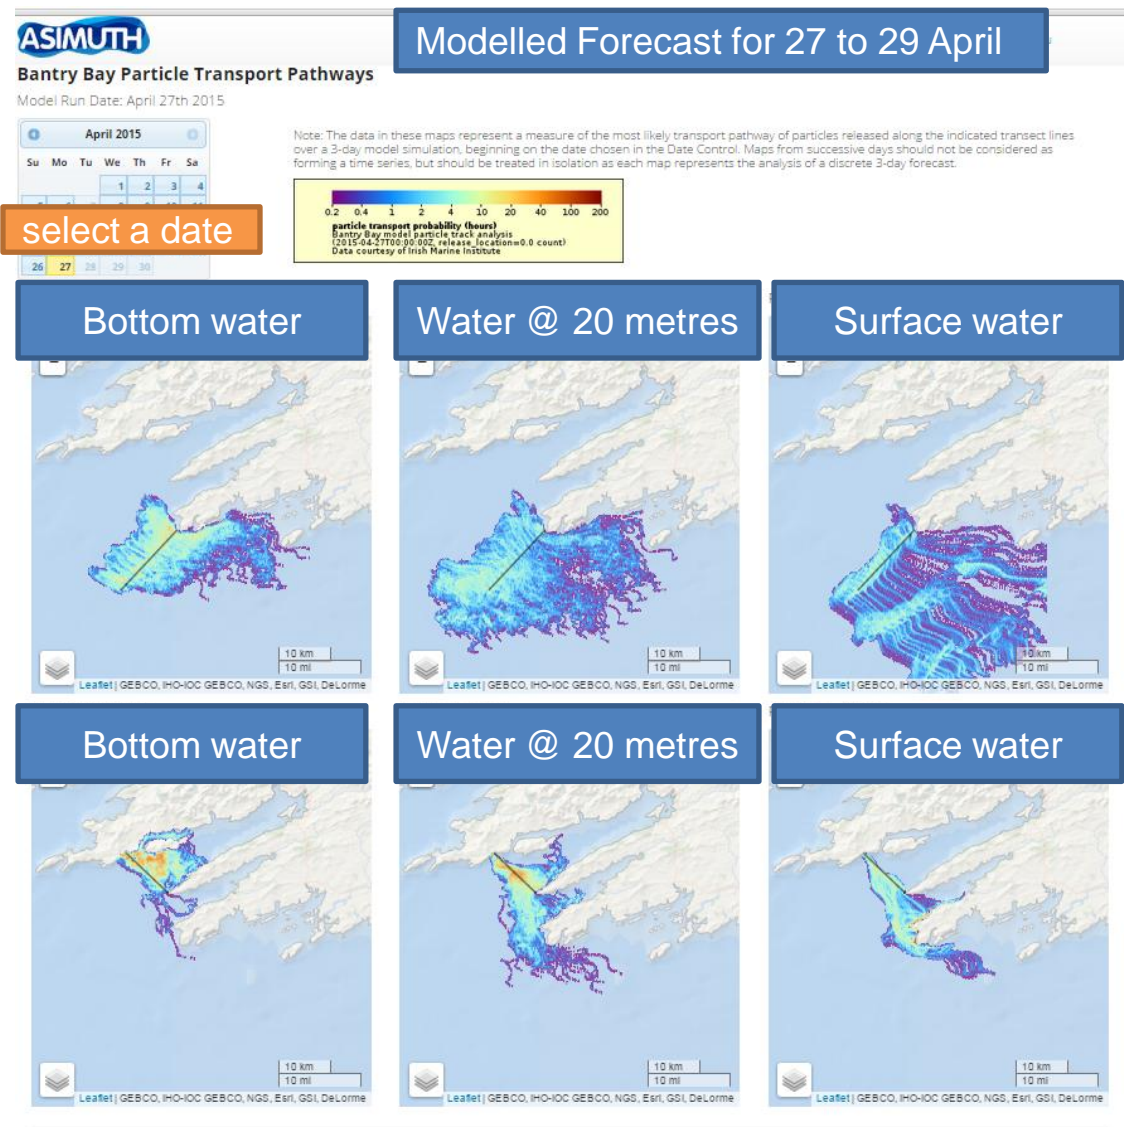 ASIMUTH
Modelled Forecast for 27 to 29 April
Bantry Bay Particle Transport Pathways
Model Run Date: April 27th 2015
April 2015
Su Mo Tu We Th Fr Sa
1 2 3 4
select a date
26 27 28 29 30
Note: The data in these maps represent a measure of the most likely transport pathway of particles released along the indicated transect lines
over a 3-day model simulation, beginning on the date chosen in the Date Control. Maps from successive days should not be considered as
forming a time series, but should be treated in isolation as each map represents the analysis of a discrete 3-day forecast.
0.2 0.4 1 2 4 10 20 40 100 200
particle transport probability (hours)
Bantry Bay model particle track analysis
(2015-04-27T00:00:00Z, release_location=0.0 count)
Data courtesy of Irish Marine Institute
Bottom water
Water @ 20 metres
Surface water
10 km
10 mi
Leaflet | GEBCO, IHO-IOC GEBCO, NGS, Esri, GSI, DeLorme
10 km
10 mi
Leaflet | GEBCO, IHO-IOC GEBCO, NGS, Esri, GSI, DeLorme
10 km
10 mi
Leaflet | GEBCO, IHO-IOC GEBCO, NGS, Esri, GSI, DeLorme
Bottom water
Water @ 20 metres
Surface water
10 km
10 mi
Leaflet | GEBCO, IHO-IOC GEBCO, NGS, Esri, GSI, DeLorme
10 km
10 mi
Leaflet | GEBCO, IHO-IOC GEBCO, NGS, Esri, GSI, DeLorme
10 km
10 mi
Leaflet | GEBCO, IHO-IOC GEBCO, NGS, Esri, GSI, DeLorme